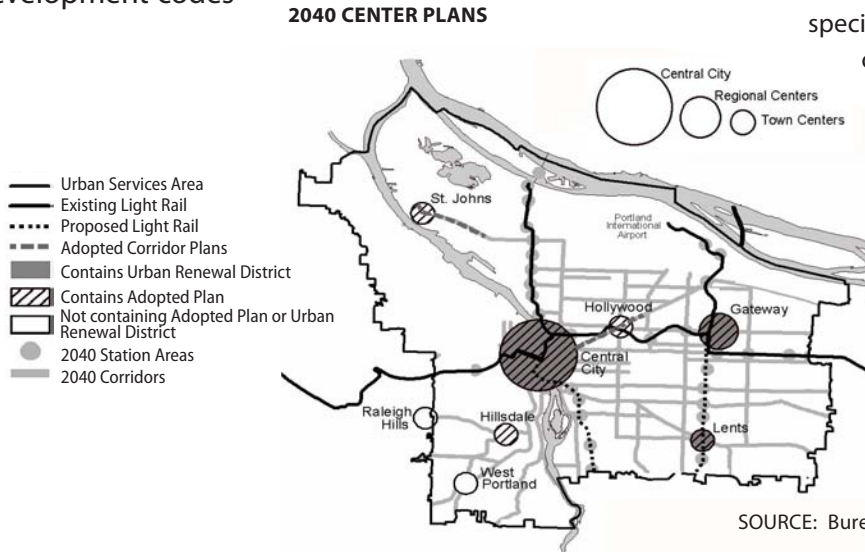 evelopment codes
2040 CENTER PLANS
speci
Central City
Regional Centers
Town Centers
Urban Services Area
Existing Light Rail
Proposed Light Rail
Adopted Corridor Plans
Contains Urban Renewal District
Contains Adopted Plan
Not containing Adopted Plan or Urban
Renewal District
2040 Station Areas
2040 Corridors
St. Johns
Portland
International
Airport
Hollywood
Gateway
Central
City
Raleigh
Hills
Hillsdale
Lents
West
Portland
SOURCE: Bure